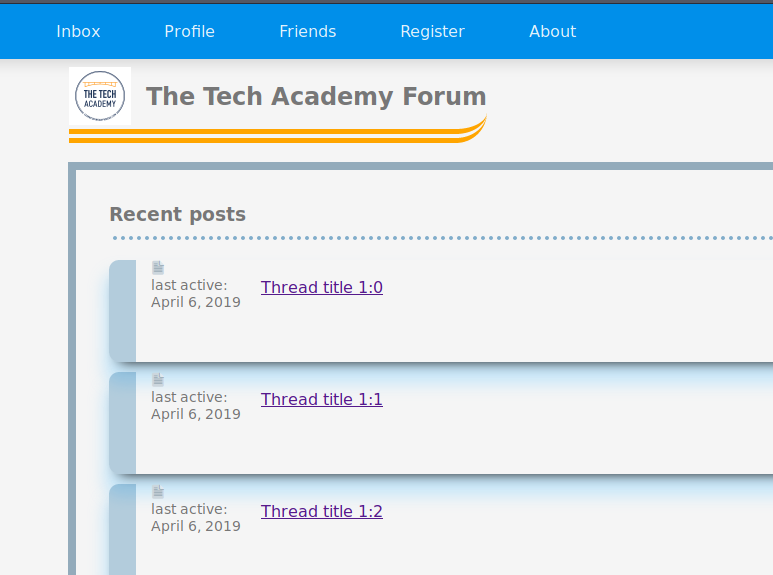 Inbox Profile Friends Register About
THE TECH
ACADEMY
The Tech Academy Forum
Recent posts
last active:
April 6, 2019
Thread title 1:0
last active:
April 6, 2019
Thread title 1:1
last active:
April 6, 2019
Thread title 1:2